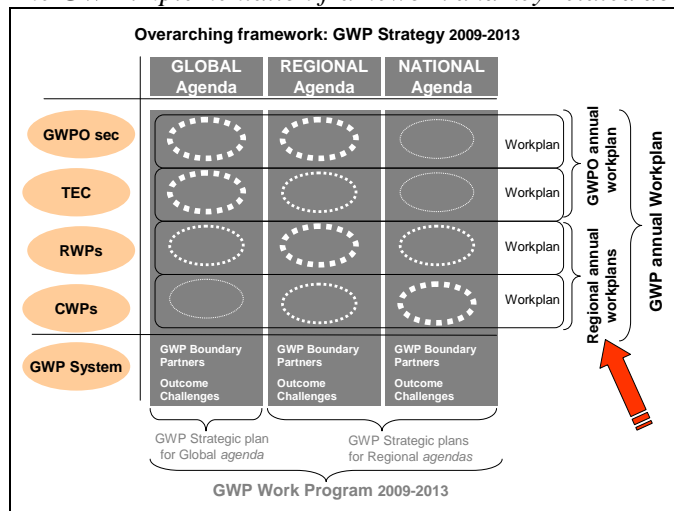 Overarching framework: GWP Strategy 2009-2013
GLOBAL
Agenda
REGIONAL
Agenda
NATIONAL
Agenda
GWPO sec
Workplan
TEC
Workplan
RWPs
Workplan
CWPs
Workplan
GWPO annual
workplan
Regional annual
workplans
GWP annual Workplan
GWP System
GWP Boundary
Partners
Outcome
Challenges
GWP Boundary
Partners
Outcome
Challenges
GWP Boundary
Partners
Outcome
Challenges
GWP Strategic plan
for Global agenda
GWP Strategic plans
for Regional agendas
GWP Work Program 2009-2013